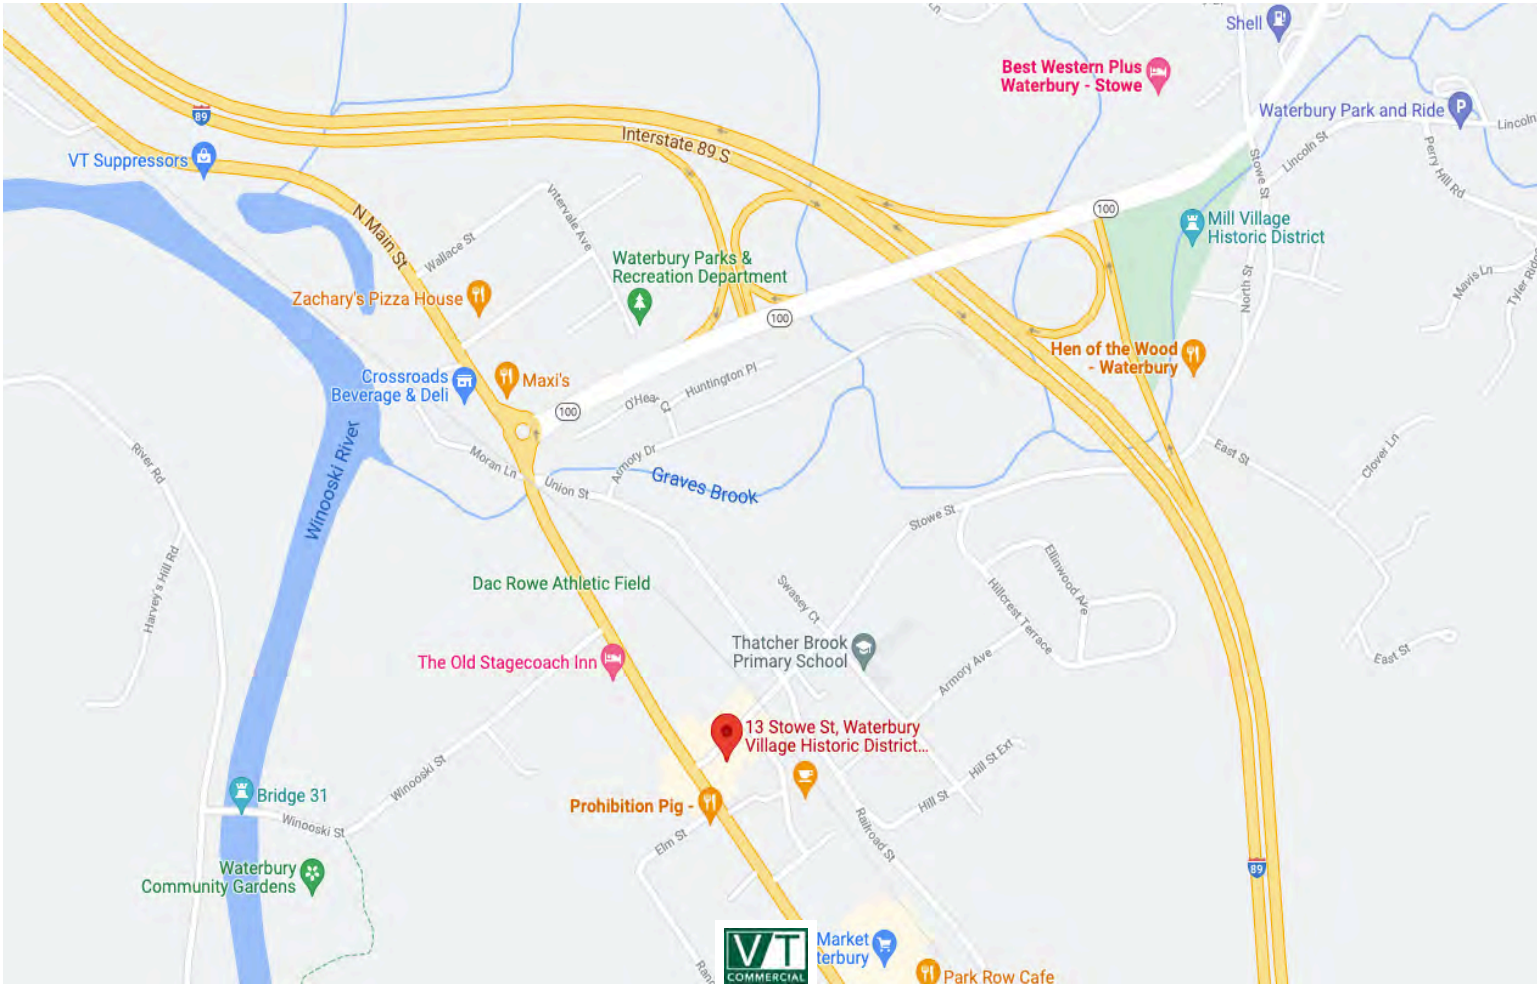 Ln
Shell
Best Western Plus
Waterbury - Stowe
Waterbury Park and Ride
P
Lincoln
89
Interstate 89 S
Lincoln St
Stowe St
Perry Hill Rd
VT Suppressors
Vitervale Ave
N Main St
Wallace St
100
Mill Village
Historic District
Waterbury Parks &
Recreation Department
North St
Mavis Ln
Tyler Ridg
Zachary's Pizza House
100
Hen of the Wood
- Waterbury
Crossroads
Beverage & Deli
Maxi's
Huntington Pl
O'Hear Ct
100
River Rd
Winooski River
Moran Ln
Armory Dr
Union St
Graves Brook
East St
Clover Ln
Stowe St
Harvey's Hill Rd
Dac Rowe Athletic Field
Swasey Ct
Ellinwood Ave
Hillcrest Terrace
Thatcher Brook
Primary School
East St
The Old Stagecoach Inn
Armory Ave
13 Stowe St, Waterbury
Village Historic District...
Hill St Ext
Winooski St
Bridge 31
Prohibition Pig -
Hill St
Winooski St
Elm St
Railroad St
Waterbury
Community Gardens
89
VT
COMMERCIAL
Market
terbury
Park Row Cafe